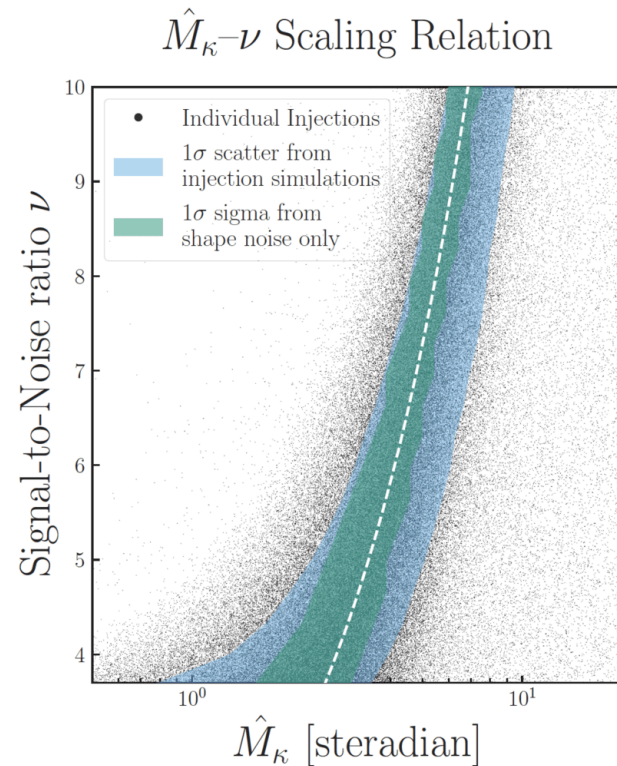 M̂κ–ν Scaling Relation
10
9
8
7
6
5
4
Individual Injections
1σ scatter from
injection simulations
1σ sigma from
shape noise only
Signal-to-Noise ratio ν
10⁰
10¹
M̂κ [steradian]